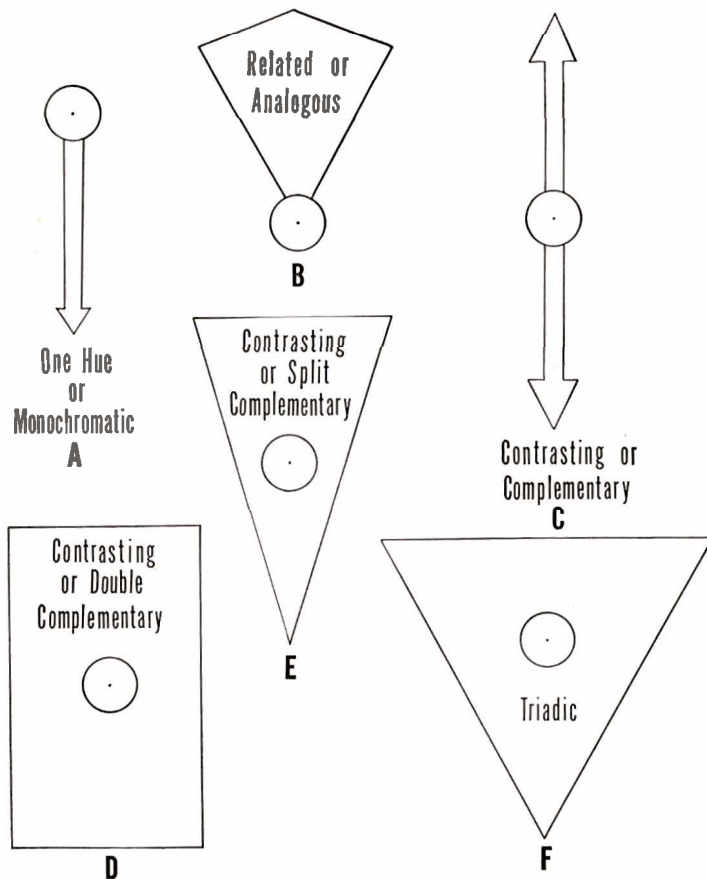 Related or
Analogous
B
One Hue
or
Monochromatic
A
Contrasting
or Split
Complementary
E
Contrasting or
Complementary
C
Contrasting
or Double
Complementary
D
Triadic
F